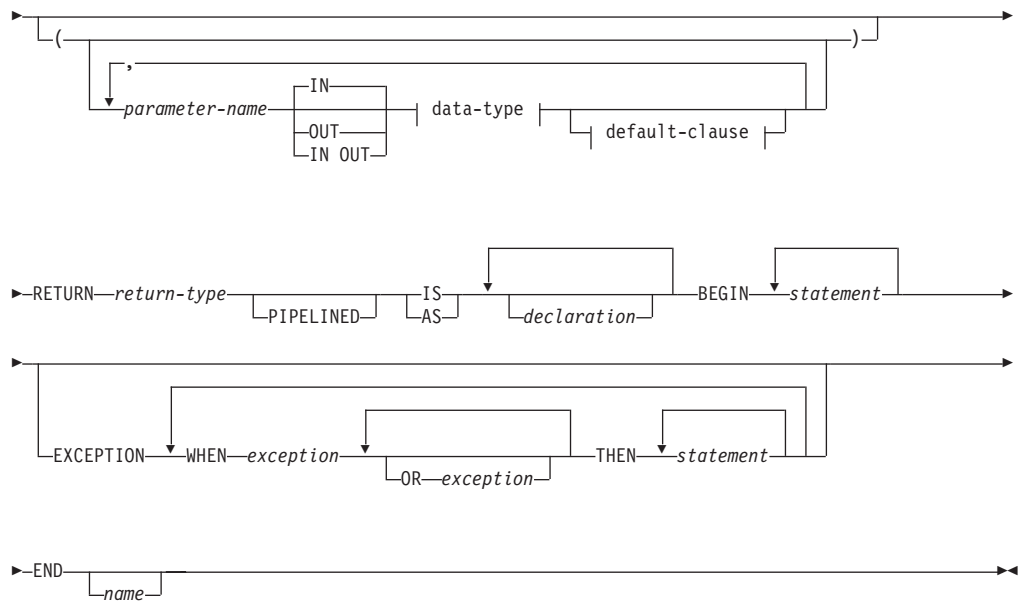 ( )
,
IN
parameter-name data-type
OUT default-clause
IN OUT
RETURN return-type IS BEGIN statement
PIPELINED AS declaration
EXCEPTION WHEN exception THEN statement
OR exception
END
name